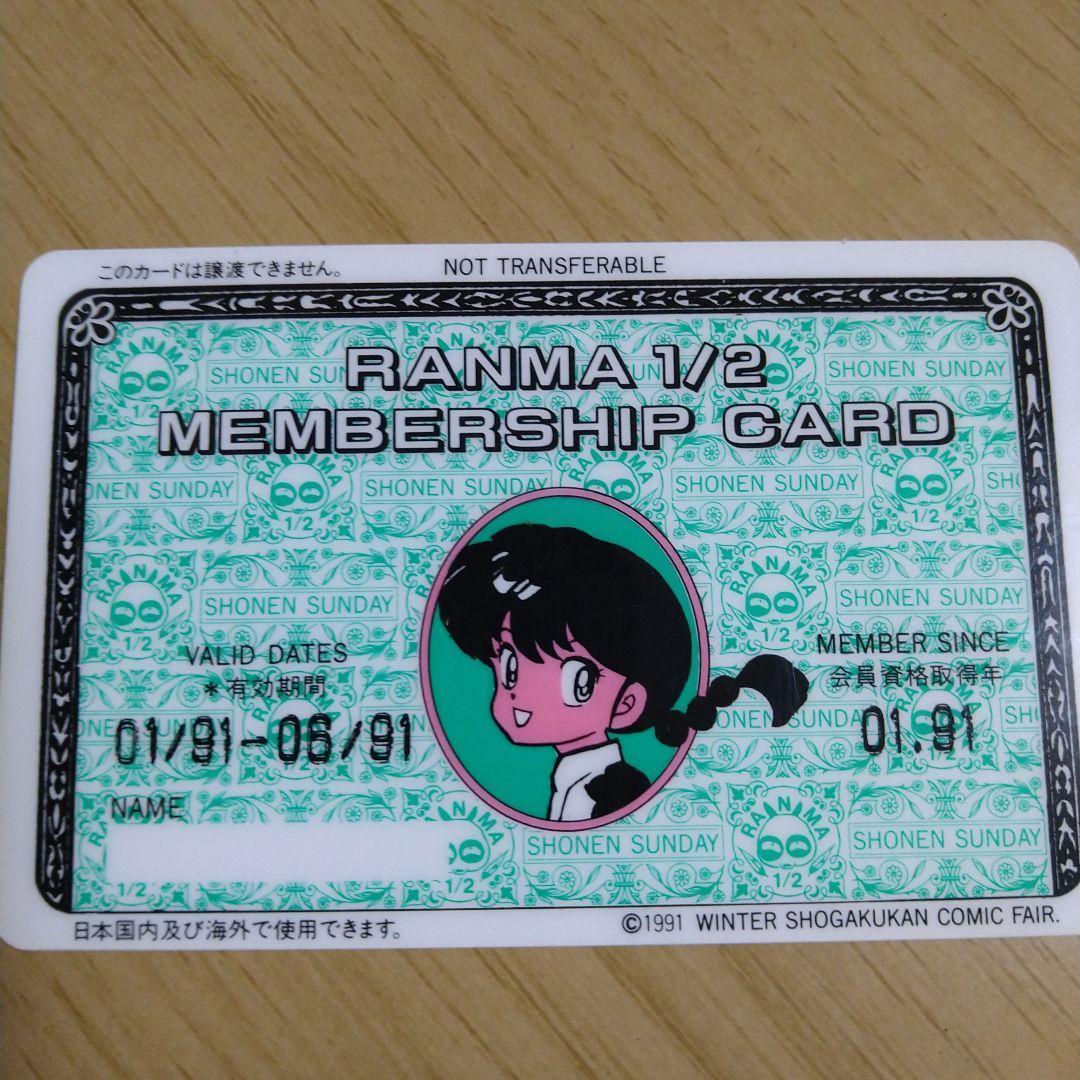 このカードは譲渡できません。 NOT TRANSFERABLE
RANMA 1/2
MEMBERSHIP CARD
VALID DATES
*有効期間
01/91-06/91
MEMBER SINCE
会員資格取得年
01.91
NAME
RANMA 1/2
SHONEN SUNDAY
日本国内及び海外で使用できます。
©1991 WINTER SHOGAKUKAN COMIC FAIR.